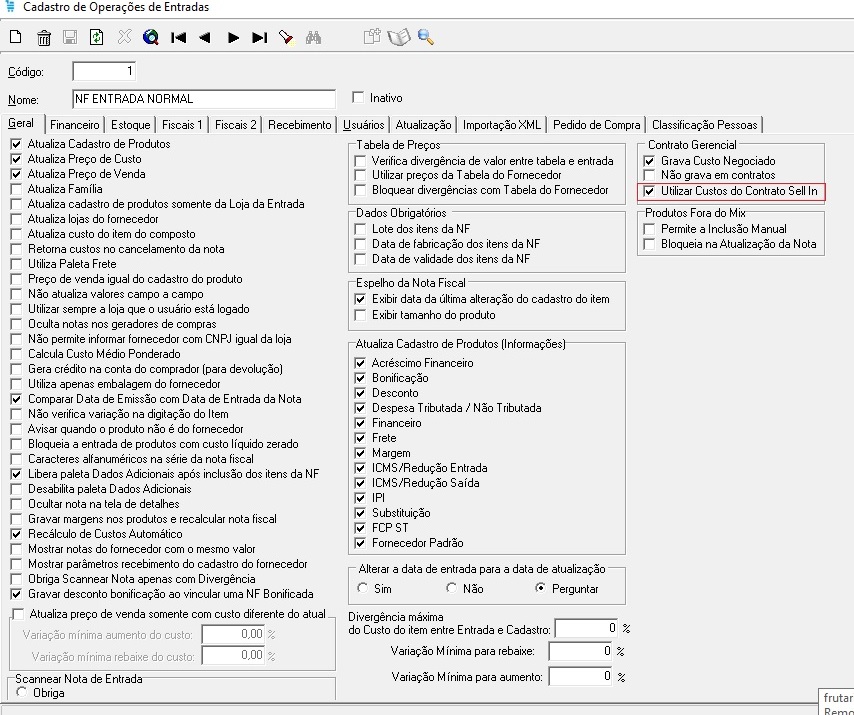 Cadastro de Operações de Entradas
Código: 1
Nome: NF ENTRADA NORMAL
Inativo
Geral Financeiro Estoque Fiscais 1 Fiscais 2 Recebimento Usuários Atualização Importação XML Pedido de Compra Classificação Pessoas
Atualiza Cadastro de Produtos
Atualiza Preço de Custo
Atualiza Preço de Venda
Atualiza Família
Atualiza cadastro de produtos somente da Loja da Entrada
Atualiza lojas do fornecedor
Atualiza custo do item do composto
Retorna custos no cancelamento da nota
Utiliza Paleta Frete
Preço de venda igual do cadastro do produto
Não atualiza valores campo a campo
Utilizar sempre a loja que o usuário está logado
Oculta notas nos geradores de compras
Não permite informar fornecedor com CNPJ igual da loja
Calcula Custo Médio Ponderado
Gera crédito na conta do comprador (para devolução)
Utiliza apenas embalagem do fornecedor
Comparar Data de Emissão com Data de Entrada da Nota
Não verifica variação na digitação do Item
Avisar quando o produto não é do fornecedor
Bloqueia a entrada de produtos com custo líquido zerado
Caracteres alfanuméricos na série da nota fiscal
Libera paleta Dados Adicionais após inclusão dos itens da NF
Desabilita paleta Dados Adicionais
Ocultar nota na tela de detalhes
Gravar margens nos produtos e recalcular nota fiscal
Recálculo de Custos Automático
Mostrar notas do fornecedor com o mesmo valor
Mostrar parâmetros recebimento do cadastro do fornecedor
Obriga Scannear Nota apenas com Divergência
Gravar desconto bonificação ao vincular uma NF Bonificada
Atualiza preço de venda somente com custo diferente do atual
Variação mínima aumento do custo: 0,00 %
Variação mínima rebaixe do custo: 0,00 %
Scannear Nota de Entrada
Obriga
Tabela de Preços
Verifica divergência de valor entre tabela e entrada
Utilizar preços da Tabela do Fornecedor
Bloquear divergências com Tabela do Fornecedor
Dados Obrigatórios
Lote dos itens da NF
Data de fabricação dos itens da NF
Data de validade dos itens da NF
Espelho da Nota Fiscal
Exibir data da última alteração do cadastro do item
Exibir tamanho do produto
Atualiza Cadastro de Produtos (Informações)
Acréscimo Financeiro
Bonificação
Desconto
Despesa Tributada / Não Tributada
Financeiro
Frete
Margem
ICMS/Redução Entrada
ICMS/Redução Saída
IPI
Substituição
FCP ST
Fornecedor Padrão
Alterar a data de entrada para a data de atualização
Sim Não Perguntar
Divergência máxima
do Custo do item entre Entrada e Cadastro: 0 %
Variação Mínima para rebaixe: 0 %
Variação Mínima para aumento: 0 %
Contrato Gerencial
Grava Custo Negociado
Não grava em contratos
Utilizar Custos do Contrato Sell In
Produtos Fora do Mix
Permite a Inclusão Manual
Bloqueia na Atualização da Nota
frutar
Remo